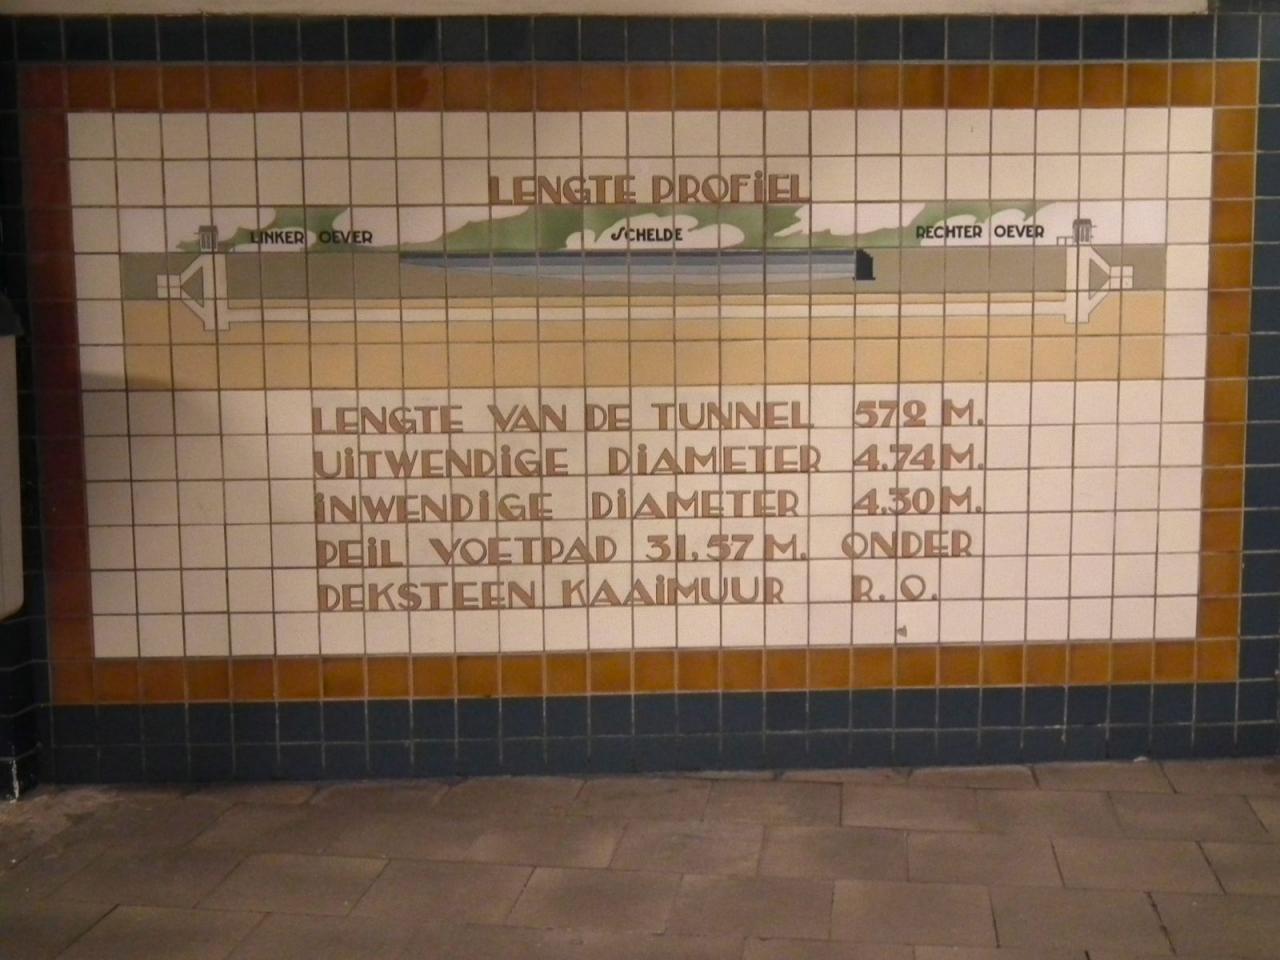 LENGTE PROFiEL
LINKER OEVER SCHELDE RECHTER OEVER
LENGTE VAN DE TUNNEL 572 M.
UiTWENDiGE DiAMETER 4.74 M.
iNWENDiGE DiAMETER 4.30 M.
PEiL VOETPAD 31,57 M. ONDER
DEKSTEEN KAAiMUUR R. O.